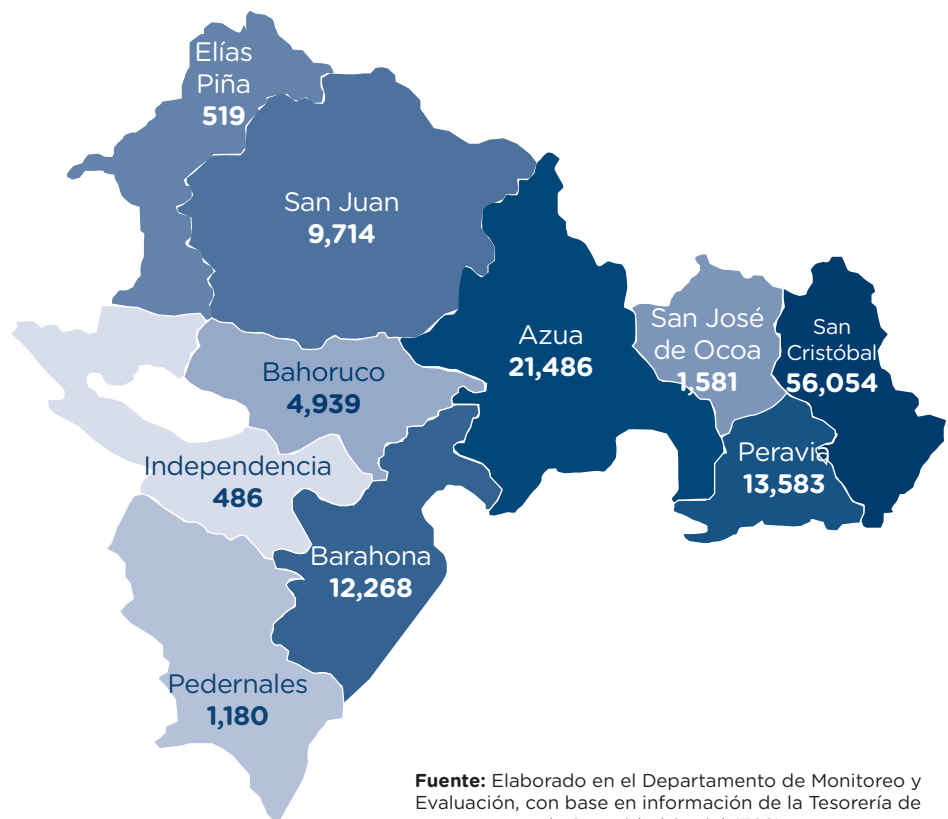 Elías
Piña
519
San Juan
9,714
Azua
21,486
San José
de Ocoa
1,581
San
Cristóbal
56,054
Bahoruco
4,939
Peravia
13,583
Independencia
486
Barahona
12,268
Pedernales
1,180
Fuente: Elaborado en el Departamento de Monitoreo y
Evaluación, con base en información de la Tesorería de